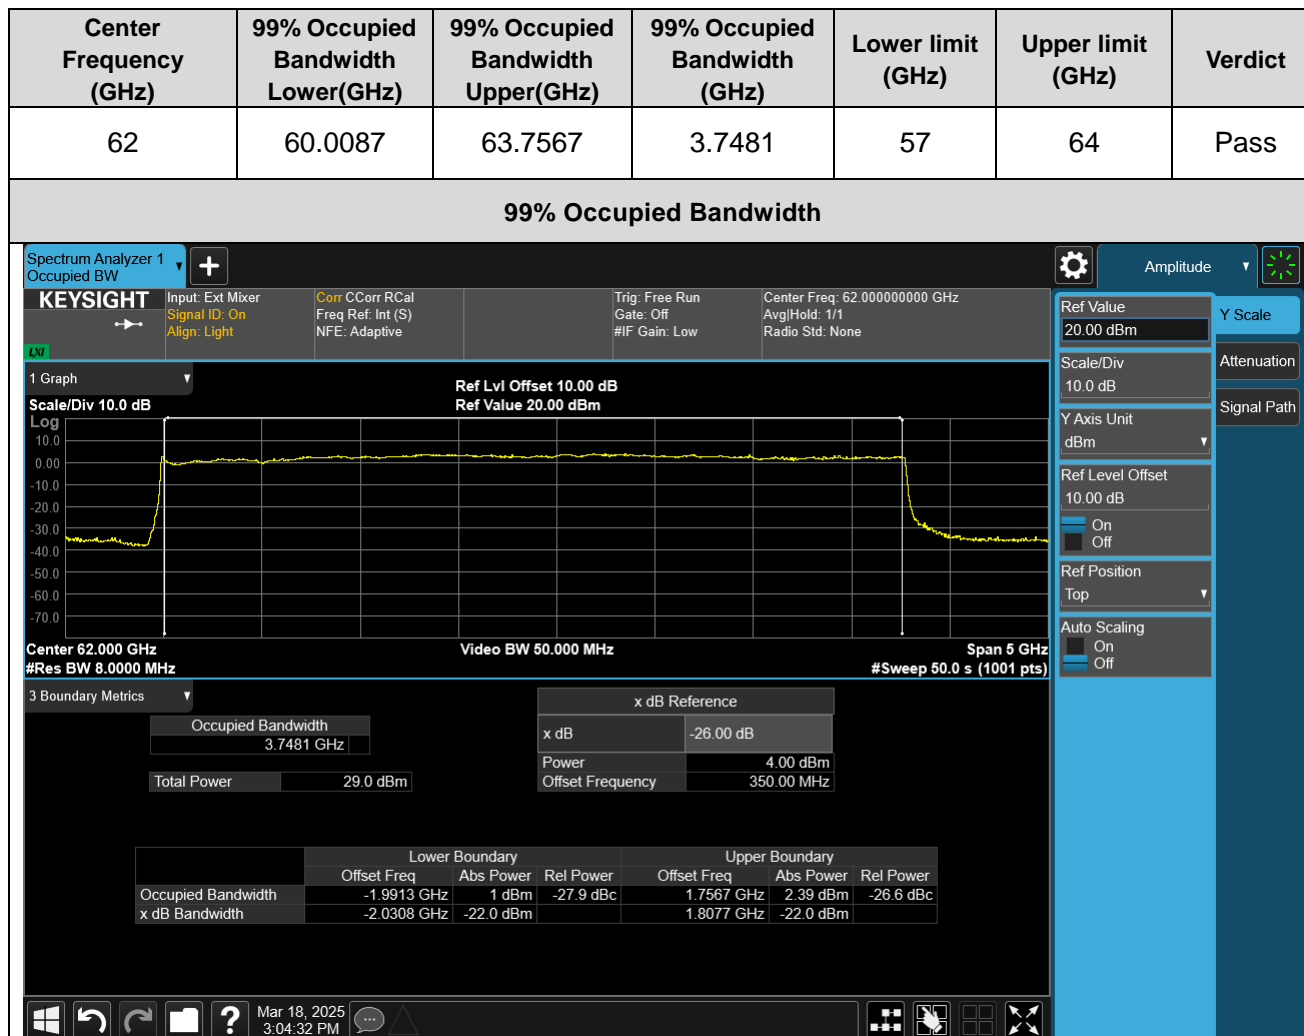 Center Frequency (GHz) 99% Occupied Bandwidth Lower(GHz) 99% Occupied Bandwidth Upper(GHz) 99% Occupied Bandwidth (GHz) Lower limit (GHz) Upper limit (GHz) Verdict
62 60.0087 63.7567 3.7481 57 64 Pass
99% Occupied Bandwidth
Spectrum Analyzer 1
Occupied BW
Amplitude
KEYSIGHT
LXI
Input: Ext Mixer
Signal ID: On
Align: Light
Corr CCorr RCal
Freq Ref: Int (S)
NFE: Adaptive
Trig: Free Run
Gate: Off
#IF Gain: Low
Center Freq: 62.000000000 GHz
Avg|Hold: 1/1
Radio Std: None
1 Graph
Scale/Div 10.0 dB
Ref Lvl Offset 10.00 dB
Ref Value 20.00 dBm
Log
10.0
0.00
-10.0
-20.0
-30.0
-40.0
-50.0
-60.0
-70.0
Center 62.000 GHz
#Res BW 8.0000 MHz
Video BW 50.000 MHz
Span 5 GHz
#Sweep 50.0 s (1001 pts)
3 Boundary Metrics
Occupied Bandwidth
3.7481 GHz
Total Power 29.0 dBm
x dB Reference
x dB -26.00 dB
Power 4.00 dBm
Offset Frequency 350.00 MHz
Lower Boundary Upper Boundary
Offset Freq Abs Power Rel Power Offset Freq Abs Power Rel Power
Occupied Bandwidth -1.9913 GHz 1 dBm -27.9 dBc 1.7567 GHz 2.39 dBm -26.6 dBc
x dB Bandwidth -2.0308 GHz -22.0 dBm 1.8077 GHz -22.0 dBm
Ref Value
20.00 dBm
Scale/Div
10.0 dB
Y Axis Unit
dBm
Ref Level Offset
10.00 dB
On
Off
Ref Position
Top
Auto Scaling
On
Off
Y Scale
Attenuation
Signal Path
Mar 18, 2025
3:04:32 PM